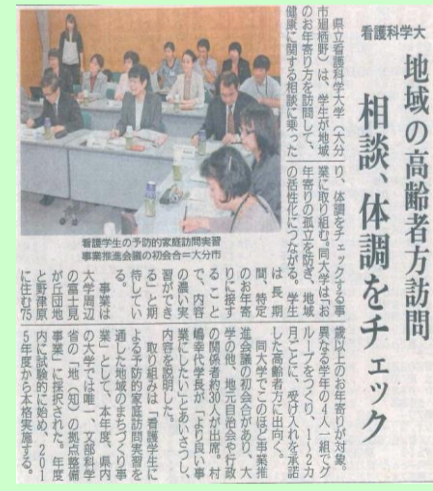 看護科学大
地域の高齢者方訪問
相談、体調をチェック
県立看護科学大学(大分
市廻栖野)は、学生が地域
のお年寄り方を訪問して、
健康に関する相談に乗った
り、体調をチェックする事
業に取り組む。同大学は「お
年寄りの孤立を防ぎ、地域
の活性化につながる。学生
は長期
間、特定
のお年寄
りに接す
ること
で、内容
の濃い実
習ができ
る」と期
待してい
る。
事業は
大学周辺
の富士見
が丘団地
と野津原
に住む75
歳以上のお年寄りが対象。
異なる学年の4人一組でグ
ループをつくり、1~2カ
月ごとに、受け入れを承諾
した高齢者方に出向く。
同大学でこのほど事業推
進会議の初会合があり、大
学の他、地元自治会や行政
の関係者約30人が出席。村
嶋幸代学長が「より良い事
業にしたい」とあいさつし、
内容を説明した。
取り組みは「看護学生に
よる予防的家庭訪問実習を
通した地域のまちづくり事
業」として、本年度、県内
の大学では唯一、文部科学
省の「地(知)の拠点整備
事業」に採択された。年度
内に試験的に始め、201
5年度から本格実施する。
看護学生の予防的家庭訪問実習
事業推進会議の初会合=大分市